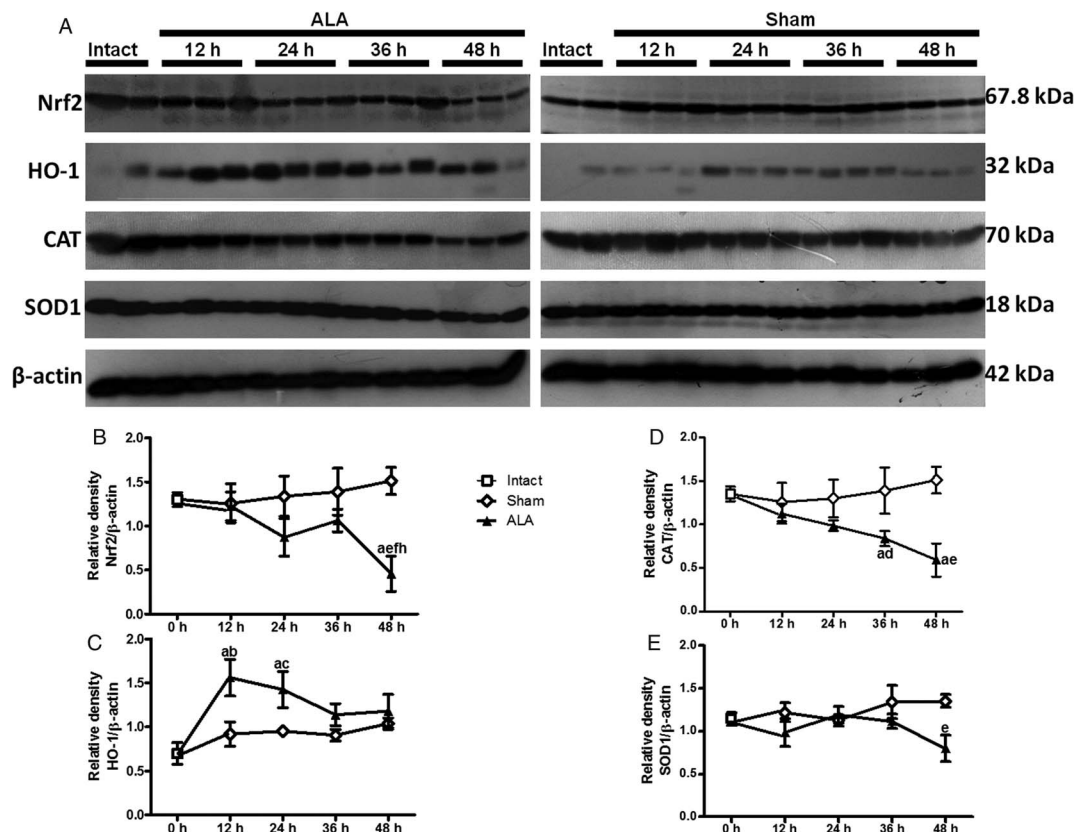 A
ALA
Sham
Intact 12 h 24 h 36 h 48 h
Intact 12 h 24 h 36 h 48 h
Nrf2 67.8 kDa
HO-1 32 kDa
CAT 70 kDa
SOD1 18 kDa
β-actin 42 kDa
B
Relative density
Nrf2/β-actin
2.0
1.5
1.0
0.5
0.0
0 h 12 h 24 h 36 h 48 h
aefh
Intact
Sham
ALA
D
Relative density
CAT/β-actin
2.0
1.5
1.0
0.5
0.0
0 h 12 h 24 h 36 h 48 h
ad
ae
C
Relative density
HO-1/β-actin
2.0
1.5
1.0
0.5
0.0
0 h 12 h 24 h 36 h 48 h
ab
ac
E
Relative density
SOD1/β-actin
2.0
1.5
1.0
0.5
0.0
0 h 12 h 24 h 36 h 48 h
e